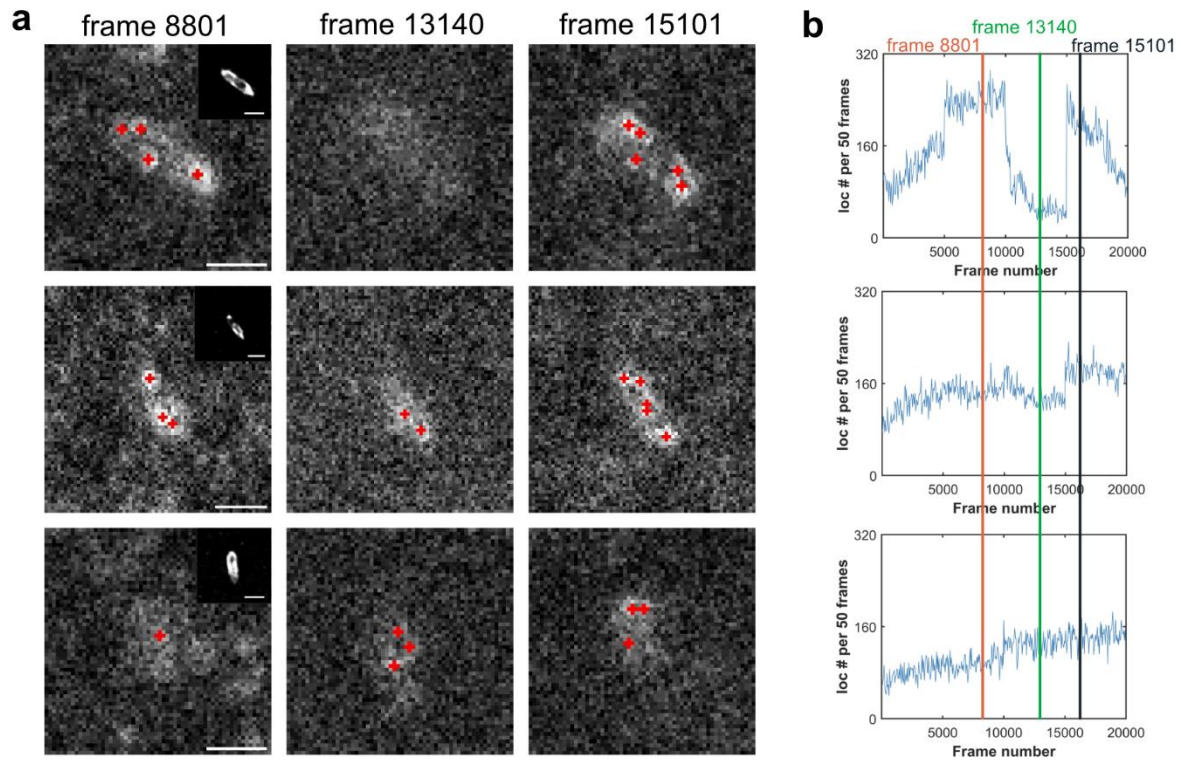 a
frame 8801 frame 13140 frame 15101
b
frame 13140
frame 8801 frame 15101
320
160
0
loc # per 50 frames
5000 10000 15000 20000
Frame number
320
160
0
loc # per 50 frames
5000 10000 15000 20000
Frame number
320
160
0
loc # per 50 frames
0 5000 10000 15000 20000
Frame number